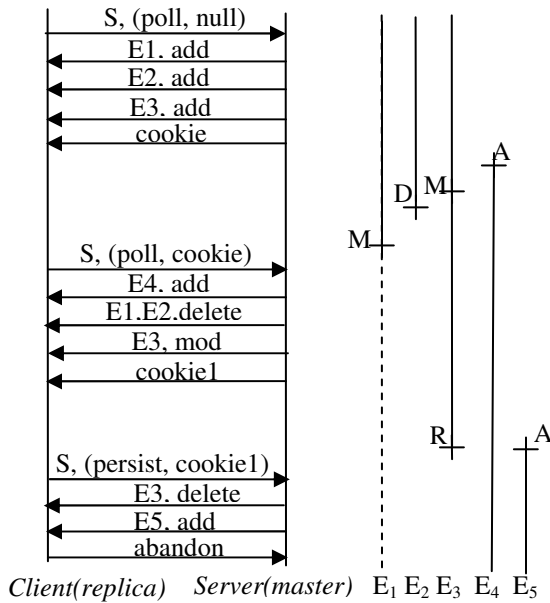 S, (poll, null)
E1, add
E2, add
E3, add
cookie
A
M
D
M
S, (poll, cookie)
E4, add
E1,E2,delete
E3, mod
cookie1
R
A
S, (persist, cookie1)
E3, delete
E5, add
abandon
Client(replica) Server(master) E1 E2 E3 E4 E5